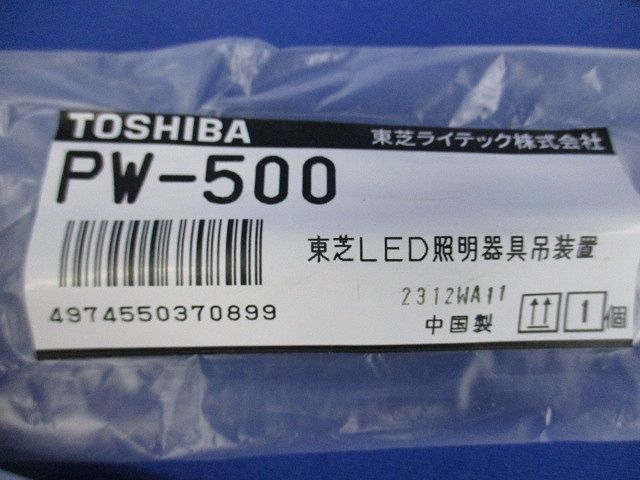 TOSHIBA 東芝ライテック株式会社
PW-500
東芝LED照明器具吊装置
4974550370899
2312WA11
中国製 1個